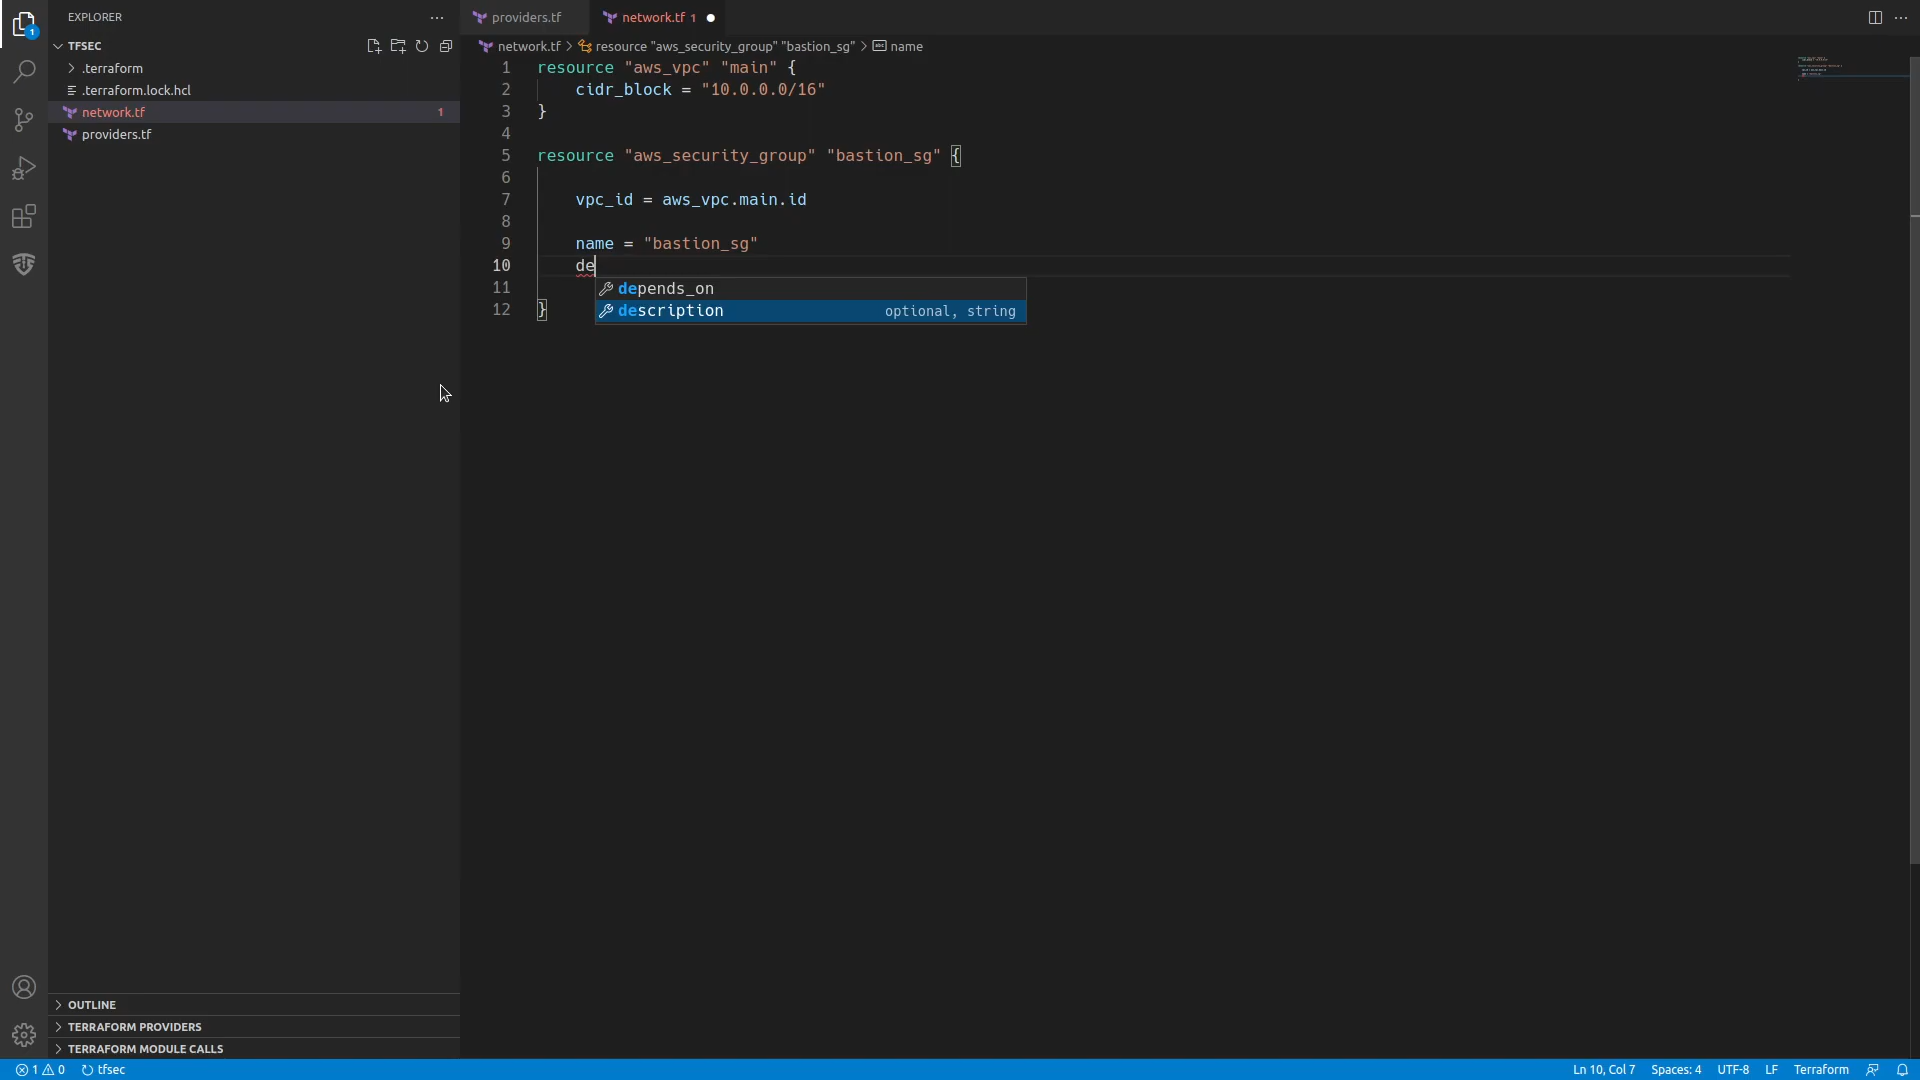 EXPLORER
TFSEC
.terraform
.terraform.lock.hcl
network.tf 1
providers.tf
OUTLINE
TERRAFORM PROVIDERS
TERRAFORM MODULE CALLS
providers.tf
network.tf 1
network.tf > resource "aws_security_group" "bastion_sg" > name
1 resource "aws_vpc" "main" {
2 cidr_block = "10.0.0.0/16"
3 }
4
5 resource "aws_security_group" "bastion_sg" {
6
7 vpc_id = aws_vpc.main.id
8
9 name = "bastion_sg"
10 de
11
12 }
depends_on
description optional, string
1 0 tfsec
Ln 10, Col 7 Spaces: 4 UTF-8 LF Terraform